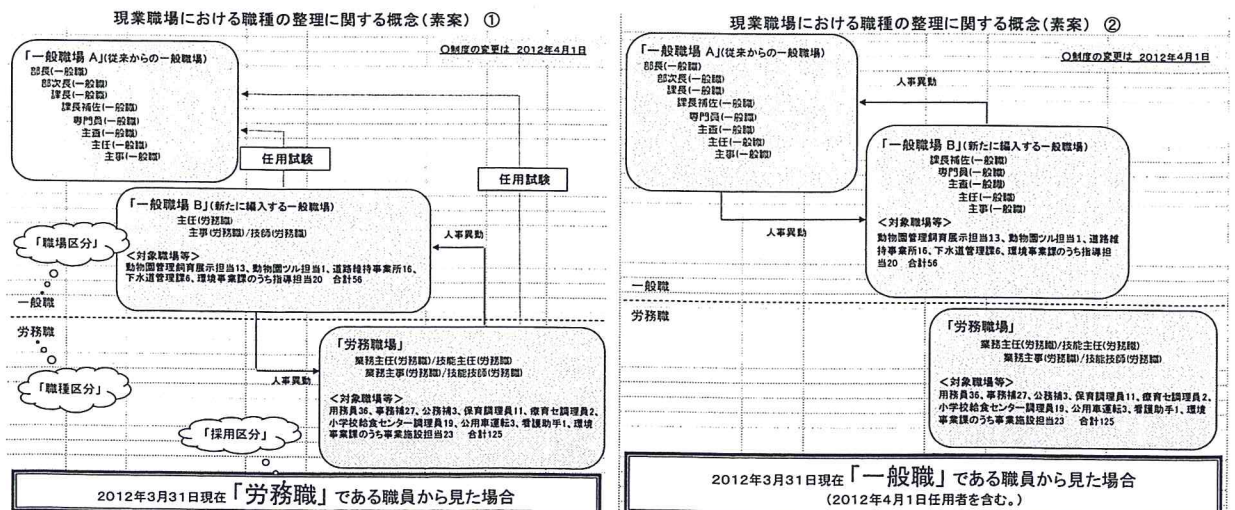 現業職場における職種の整理に関する概念(素案) ①
○制度の変更は 2012年4月1日
「一般職場 A」(従来からの一般職場)
部長(一般職)
部次長(一般職)
課長(一般職)
課長補佐(一般職)
専門員(一般職)
主査(一般職)
主任(一般職)
主事(一般職)
任用試験
任用試験
「一般職場 B」(新たに編入する一般職場)
主任(労務職)
主事(労務職)/技師(労務職)
<対象職場等>
動物園管理飼育展示担当13、動物園ツル担当1、道路維持事業所16、
下水道管理課6、環境事業課のうち指導担当20 合計56
人事異動
「職場区分」
一般職
労務職
「職種区分」
人事異動
「労務職場」
業務主任(労務職)/技能主任(労務職)
業務主事(労務職)/技能技師(労務職)
<対象職場等>
用務員36、事務補27、公務補3、保育調理員11、療育セ調理員2、
小学校給食センター調理員19、公用車運転3、看護助手1、環境
事業課のうち事業施設担当23 合計125
「採用区分」
2012年3月31日現在「労務職」である職員から見た場合
現業職場における職種の整理に関する概念(素案) ②
○制度の変更は 2012年4月1日
「一般職場 A」(従来からの一般職場)
部長(一般職)
部次長(一般職)
課長(一般職)
課長補佐(一般職)
専門員(一般職)
主査(一般職)
主任(一般職)
主事(一般職)
人事異動
「一般職場 B」(新たに編入する一般職場)
課長補佐(一般職)
専門員(一般職)
主査(一般職)
主任(一般職)
主事(一般職)
<対象職場等>
動物園管理飼育展示担当13、動物園ツル担当1、道路維
持事業所16、下水道管理課6、環境事業課のうち指導担
当20 合計56
人事異動
一般職
労務職
「労務職場」
業務主任(労務職)/技能主任(労務職)
業務主事(労務職)/技能技師(労務職)
<対象職場等>
用務員36、事務補27、公務補3、保育調理員11、療育セ調理員2、
小学校給食センター調理員19、公用車運転3、看護助手1、環境
事業課のうち事業施設担当23 合計125
2012年3月31日現在「一般職」である職員から見た場合
(2012年4月1日任用者を含む。)